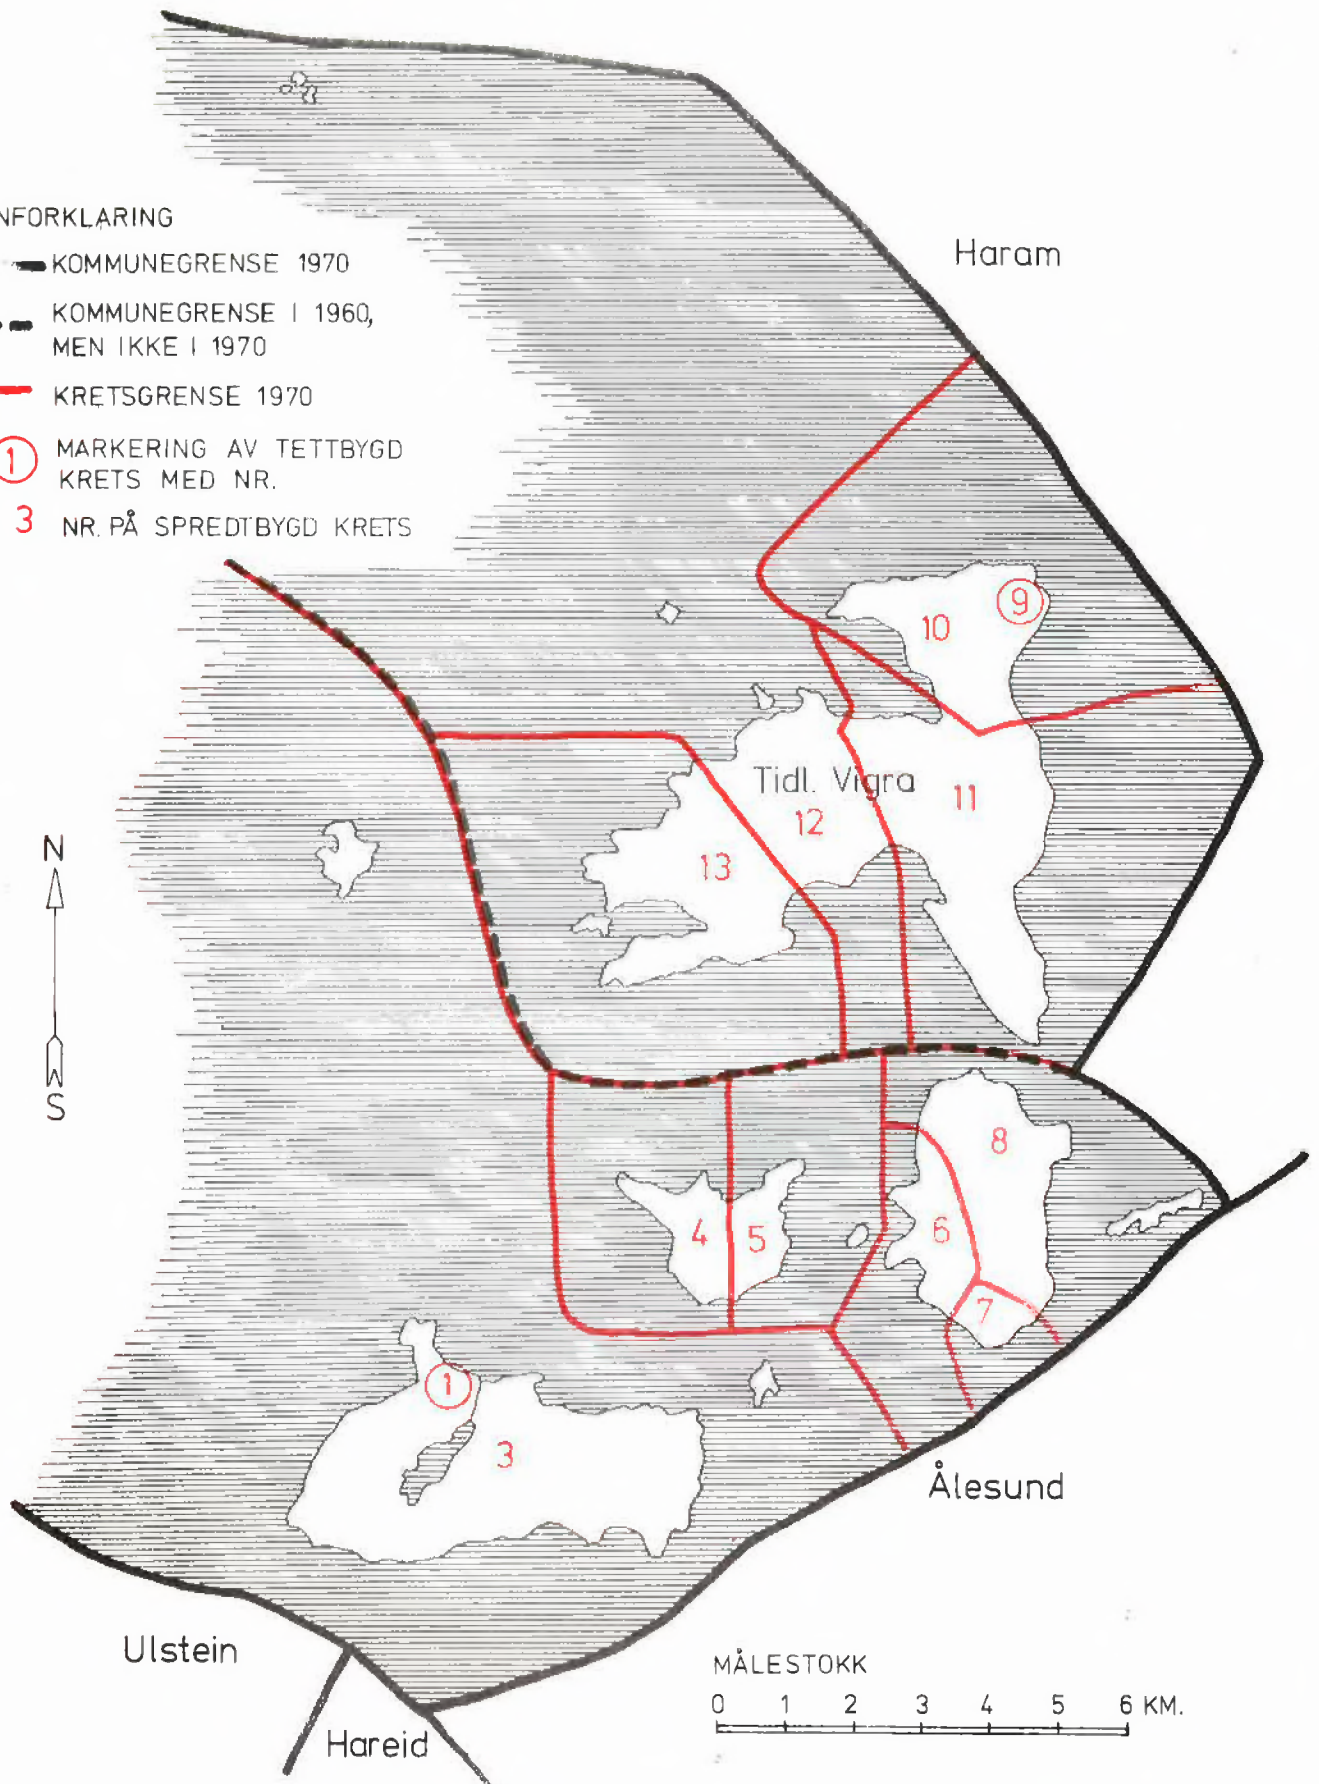 NFORKLARING
KOMMUNEGRENSE 1970
KOMMUNEGRENSE I 1960,
MEN IKKE I 1970
KRETSGRENSE 1970
1 MARKERING AV TETTBYGD
KRETS MED NR.
3 NR. PÅ SPREDTBYGD KRETS
Haram
9
10
Tidl. Vigra
11
12
13
N
S
8
4
5
6
7
1
3
Ålesund
Ulstein
Hareid
MÅLESTOKK
0 1 2 3 4 5 6 KM.